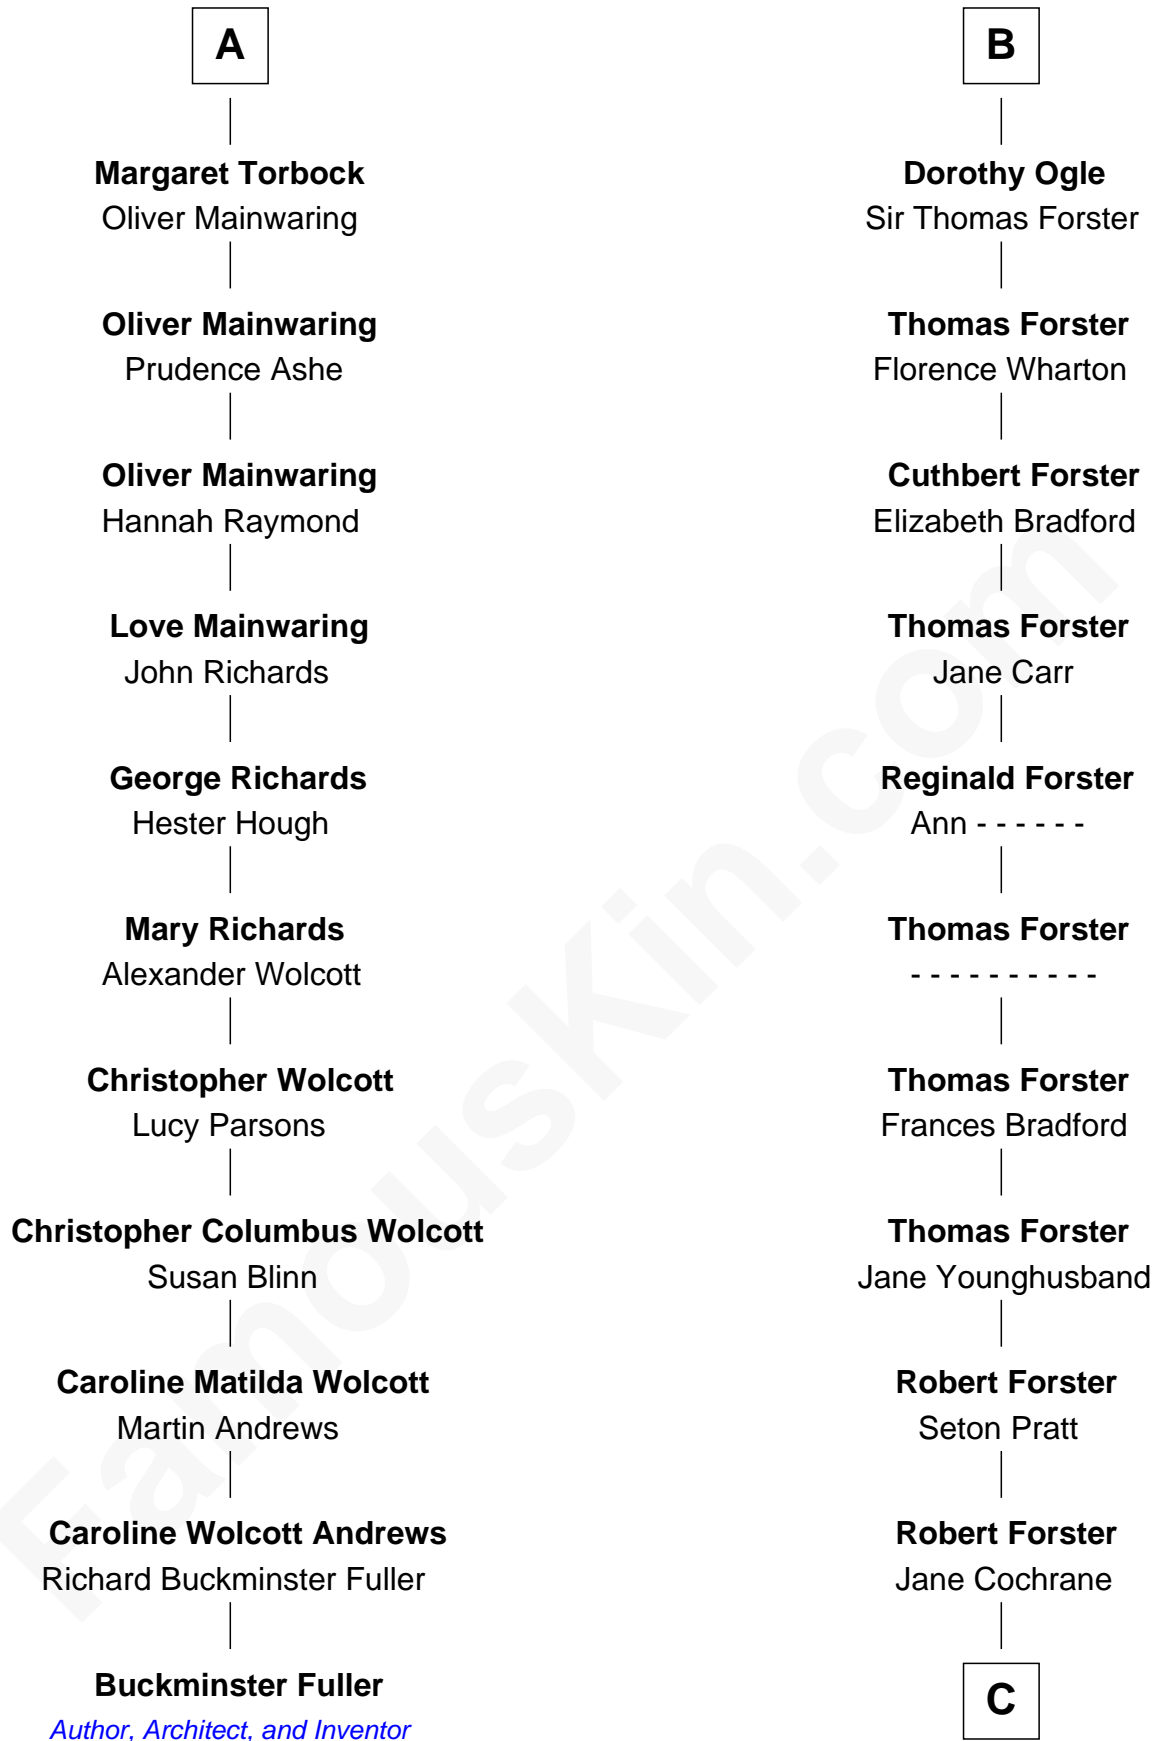 A
Margaret Torbock
Oliver Mainwaring
Oliver Mainwaring
Prudence Ashe
Oliver Mainwaring
Hannah Raymond
Love Mainwaring
John Richards
George Richards
Hester Hough
Mary Richards
Alexander Wolcott
Christopher Wolcott
Lucy Parsons
Christopher Columbus Wolcott
Susan Blinn
Caroline Matilda Wolcott
Martin Andrews
Caroline Wolcott Andrews
Richard Buckminster Fuller
Buckminster Fuller
Author, Architect, and Inventor
B
Dorothy Ogle
Sir Thomas Forster
Thomas Forster
Florence Wharton
Cuthbert Forster
Elizabeth Bradford
Thomas Forster
Jane Carr
Reginald Forster
Ann - - - - - -
Thomas Forster
- - - - - - - - - -
Thomas Forster
Frances Bradford
Thomas Forster
Jane Younghusband
Robert Forster
Seton Pratt
Robert Forster
Jane Cochrane
C
FamousKin.com